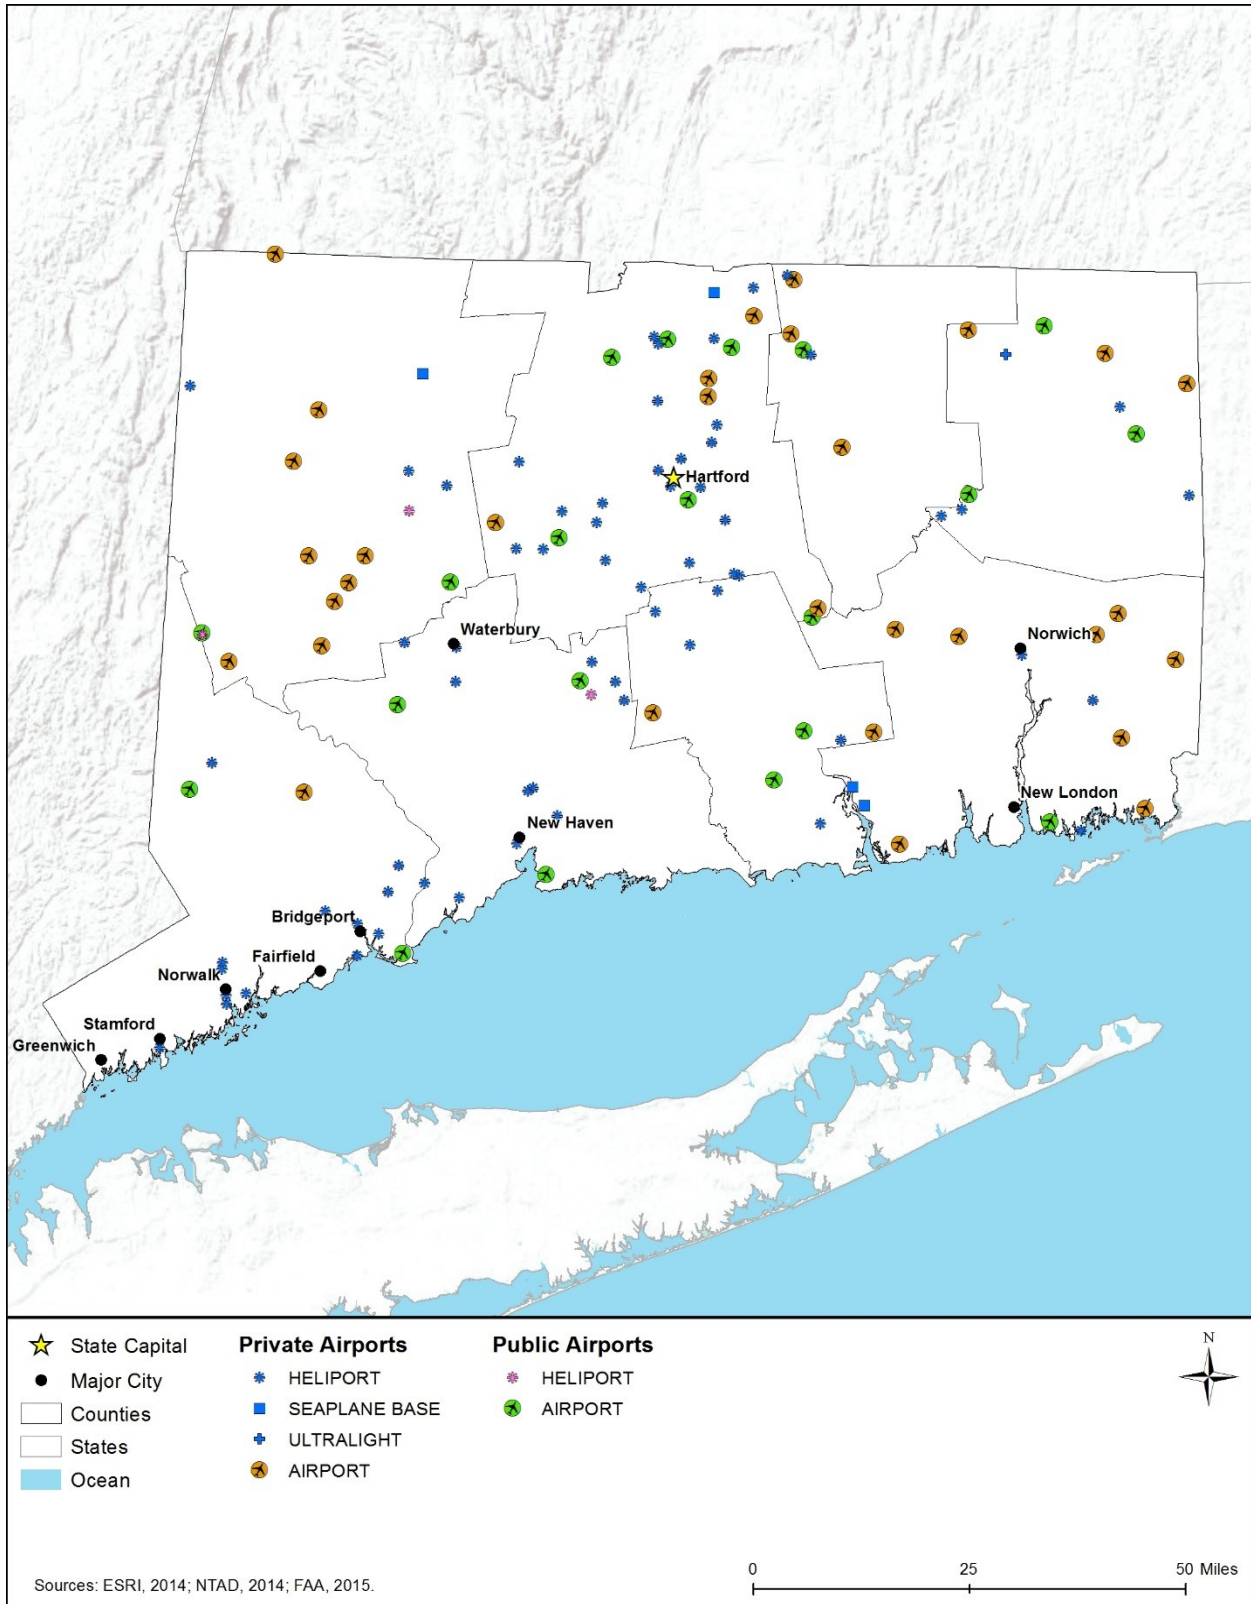 Hartford
Waterbury
Norwich
New London
New Haven
Bridgeport
Fairfield
Norwalk
Stamford
Greenwich
State Capital
Major City
Counties
States
Ocean
Private Airports
HELIPORT
SEAPLANE BASE
ULTRALIGHT
AIRPORT
Public Airports
HELIPORT
AIRPORT
N
0 25 50 Miles
Sources: ESRI, 2014; NTAD, 2014; FAA, 2015.